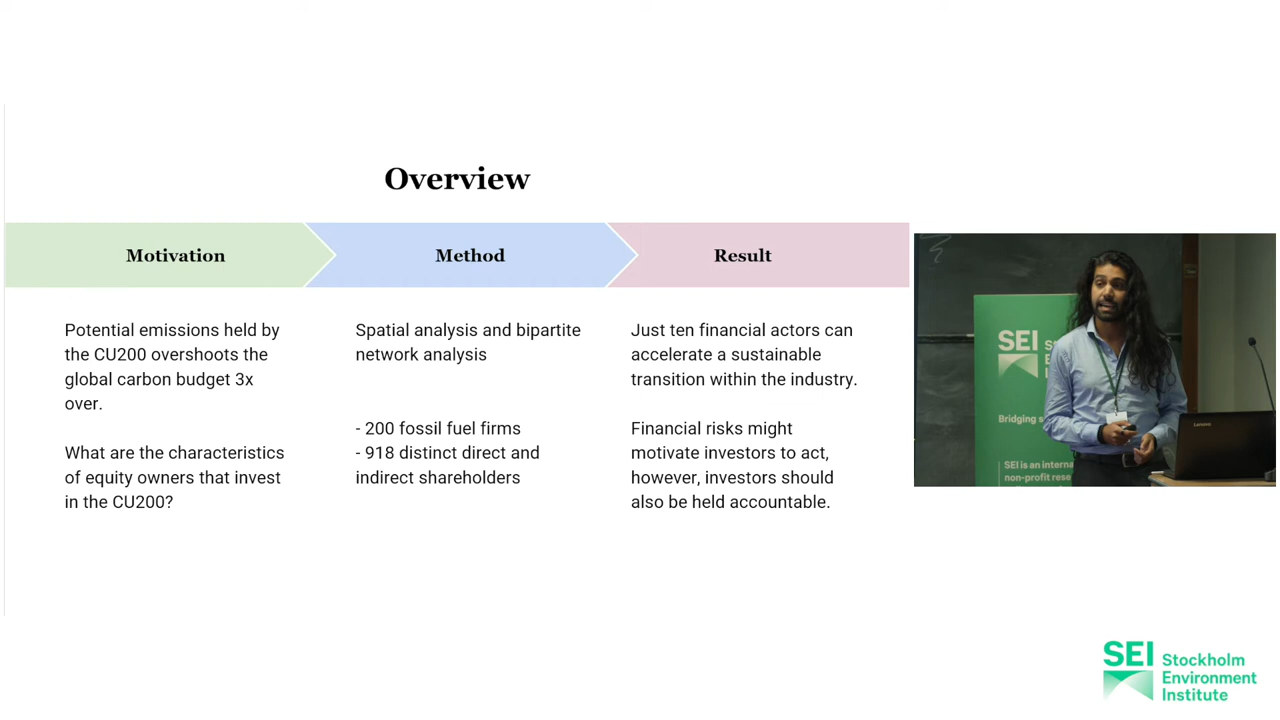 Overview
Motivation
Method
Result
Potential emissions held by
the CU200 overshoots the
global carbon budget 3x
over.
What are the characteristics
of equity owners that invest
in the CU200?
Spatial analysis and bipartite
network analysis
- 200 fossil fuel firms
- 918 distinct direct and
indirect shareholders
Just ten financial actors can
accelerate a sustainable
transition within the industry.
Financial risks might
motivate investors to act,
however, investors should
also be held accountable.
SEI
Bridging
SEI is an
non-profit
Lenovo
SEI Stockholm
Environment
Institute